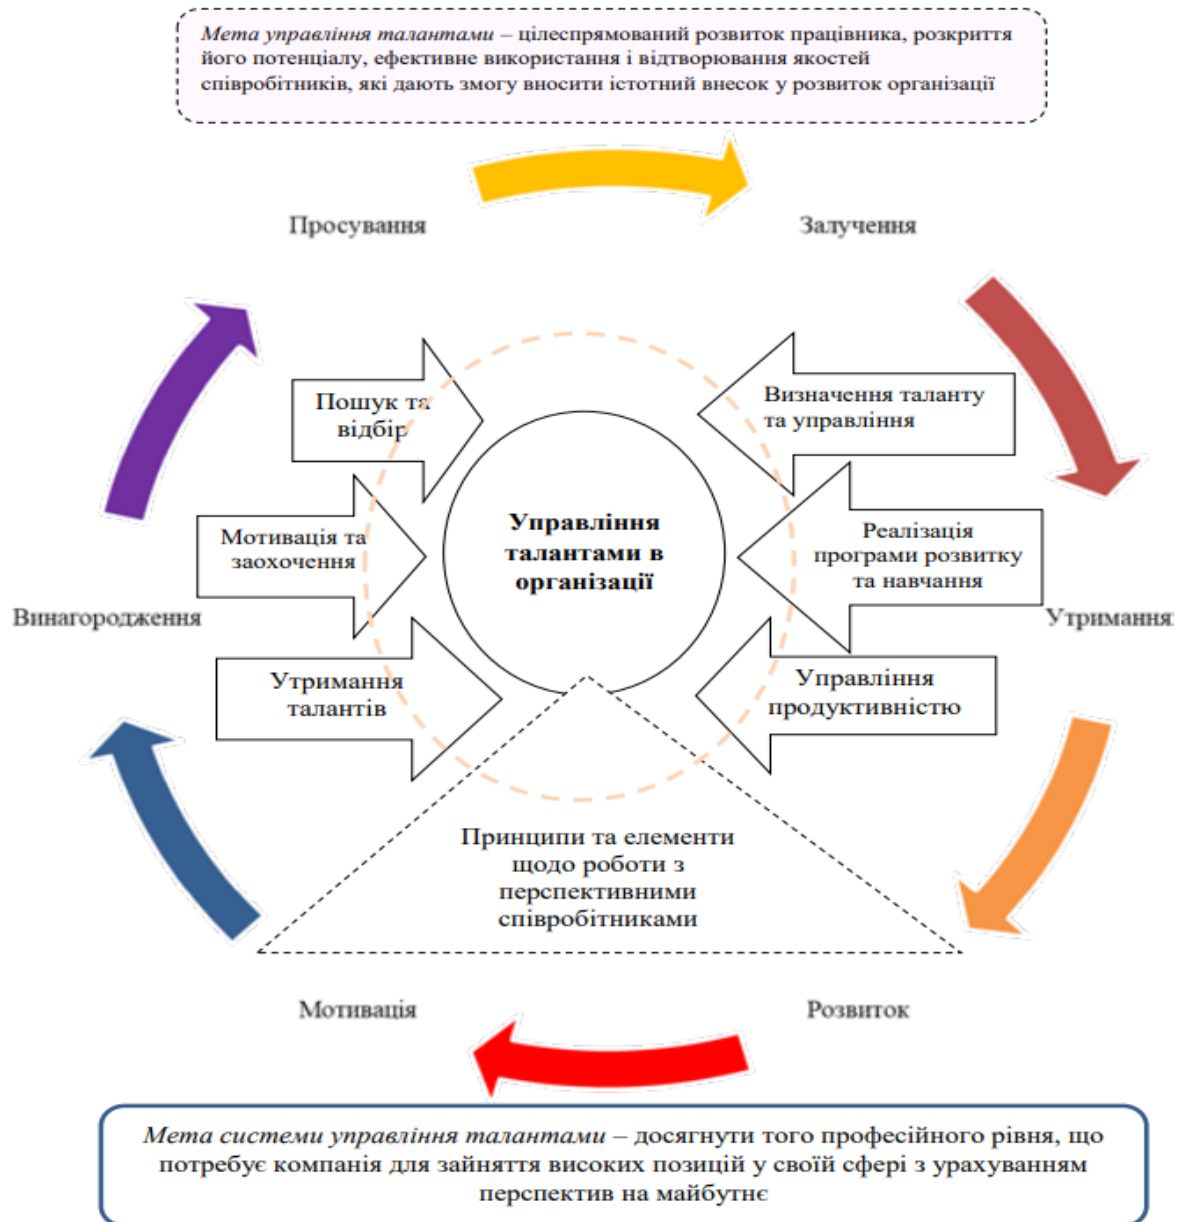 Мета управління талантами – цілеспрямований розвиток працівника, розкриття
його потенціалу, ефективне використання і відтворювання якостей
співробітників, які дають змогу вносити істотний внесок у розвиток організації
Просування
Залучення
Пошук та
відбір
Визначення таланту
та управління
Управління
талантами в
організації
Мотивація та
заохочення
Реалізація
програми розвитку
та навчання
Винагородження
Утримання
Утримання
талантів
Управління
продуктивністю
Принципи та елементи
щодо роботи з
перспективними
співробітниками
Мотивація
Розвиток
Мета системи управління талантами – досягнути того професійного рівня, що
потребує компанія для зайняття високих позицій у своїй сфері з урахуванням
перспектив на майбутнє